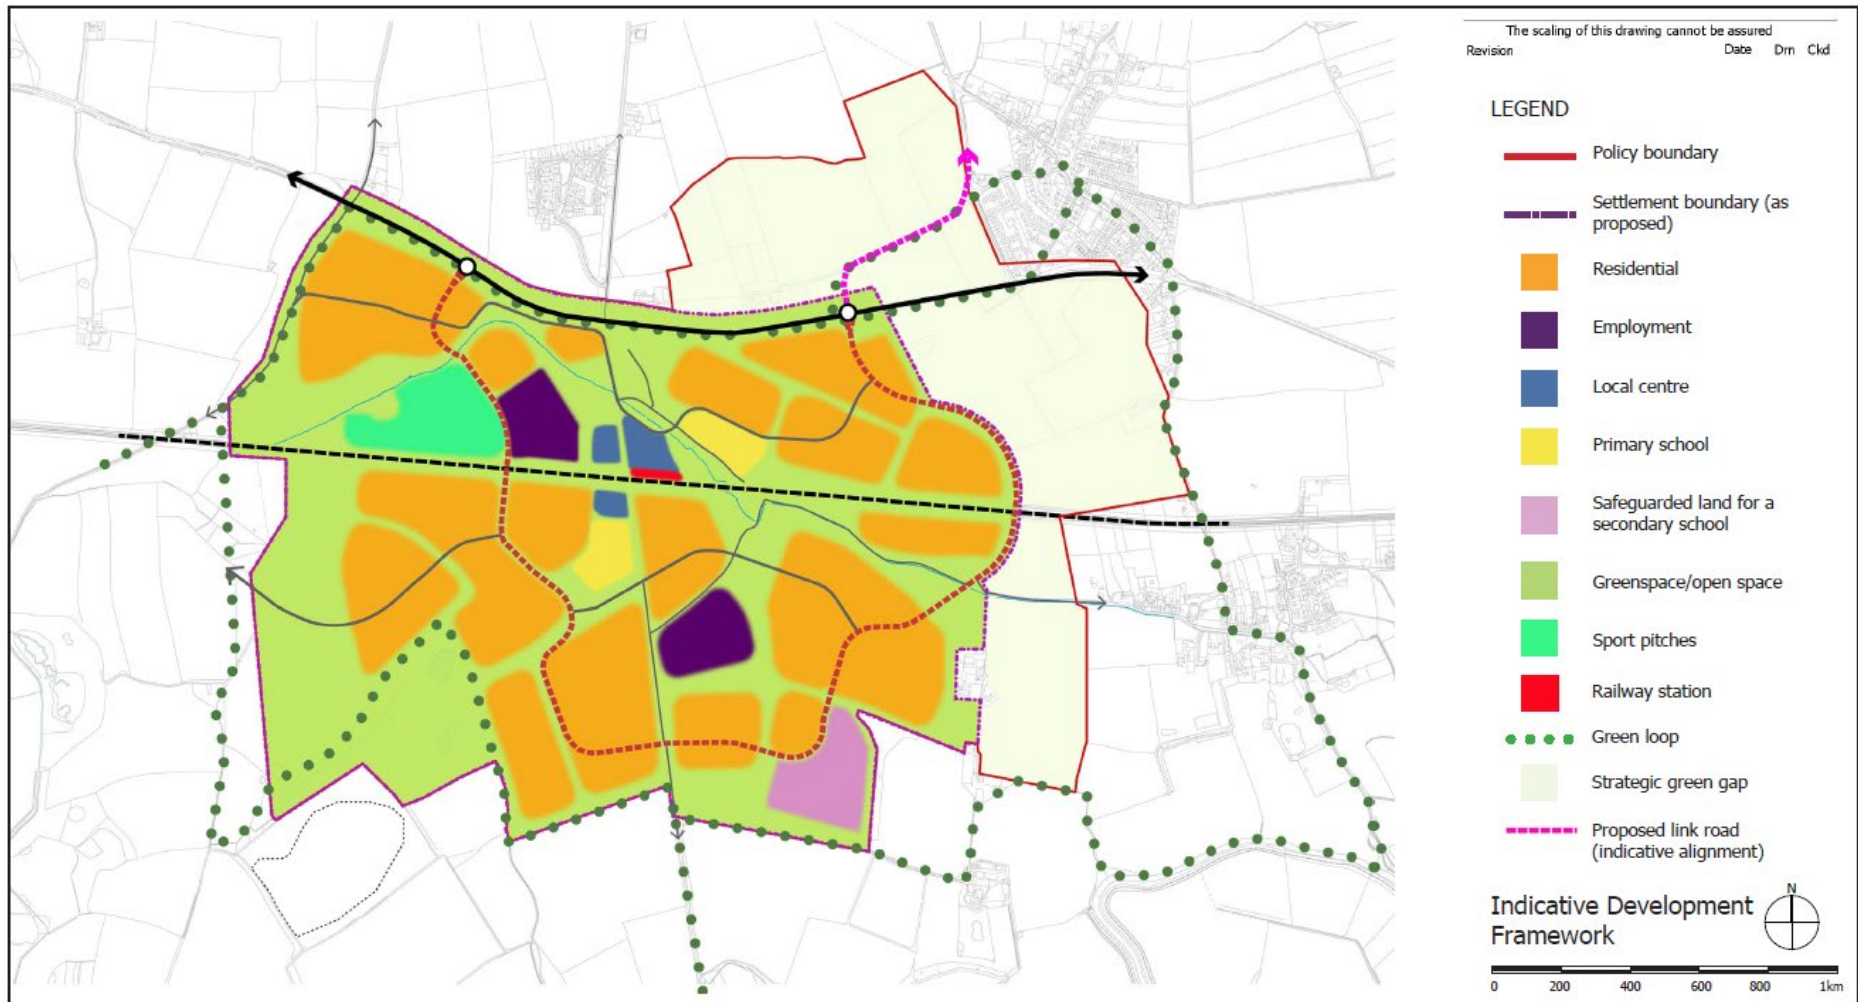 The scaling of this drawing cannot be assured
Revision Date Drn Ckd
LEGEND
Policy boundary
Settlement boundary (as
proposed)
Residential
Employment
Local centre
Primary school
Safeguarded land for a
secondary school
Greenspace/open space
Sport pitches
Railway station
Green loop
Strategic green gap
Proposed link road
(indicative alignment)
Indicative Development
Framework
N
0 200 400 600 800 1km